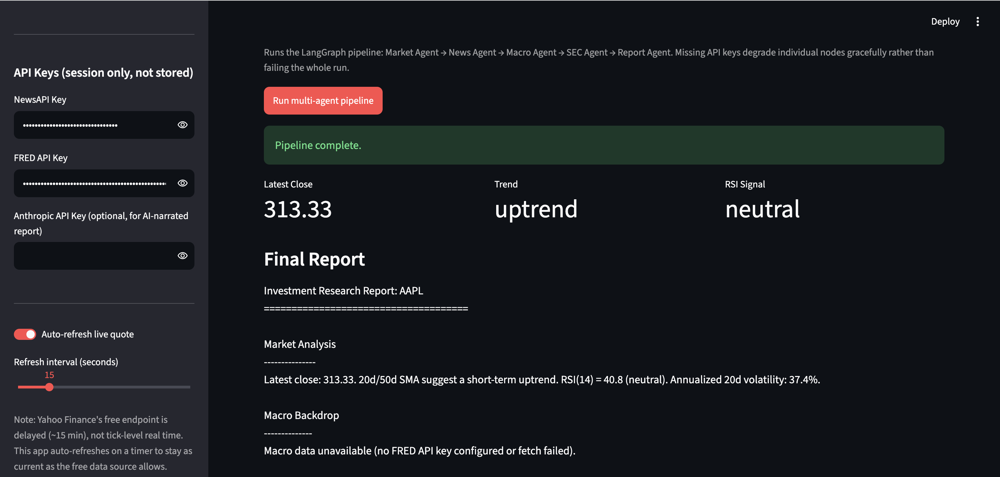 API Keys (session only, not stored)
NewsAPI Key
••••••••••••••••••••••••••••••••
FRED API Key
••••••••••••••••••••••••••••••••••••••••••••••••
Anthropic API Key (optional, for AI-narrated
report)
Auto-refresh live quote
Refresh interval (seconds)
15
Note: Yahoo Finance's free endpoint is
delayed (~15 min), not tick-level real time.
This app auto-refreshes on a timer to stay as
current as the free data source allows.
Deploy
Runs the LangGraph pipeline: Market Agent → News Agent → Macro Agent → SEC Agent → Report Agent. Missing API keys degrade individual nodes gracefully rather than
failing the whole run.
Run multi-agent pipeline
Pipeline complete.
Latest Close
313.33
Trend
uptrend
RSI Signal
neutral
Final Report
Investment Research Report: AAPL
=====================================
Market Analysis
---------------
Latest close: 313.33. 20d/50d SMA suggest a short-term uptrend. RSI(14) = 40.8 (neutral). Annualized 20d volatility: 37.4%.
Macro Backdrop
--------------
Macro data unavailable (no FRED API key configured or fetch failed).